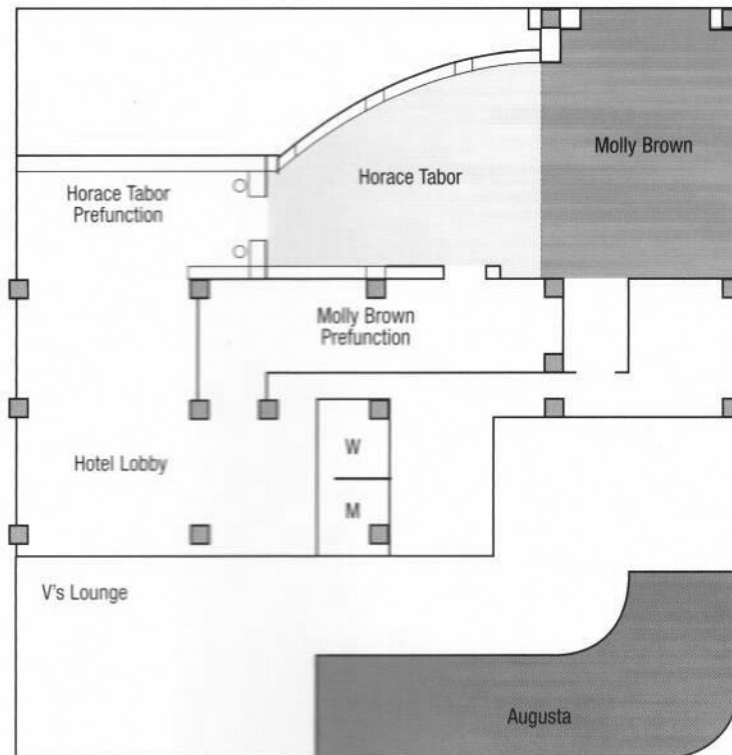 Molly Brown
Horace Tabor
Horace Tabor
Prefunction
Molly Brown
Prefunction
W
Hotel Lobby
M
V's Lounge
Augusta